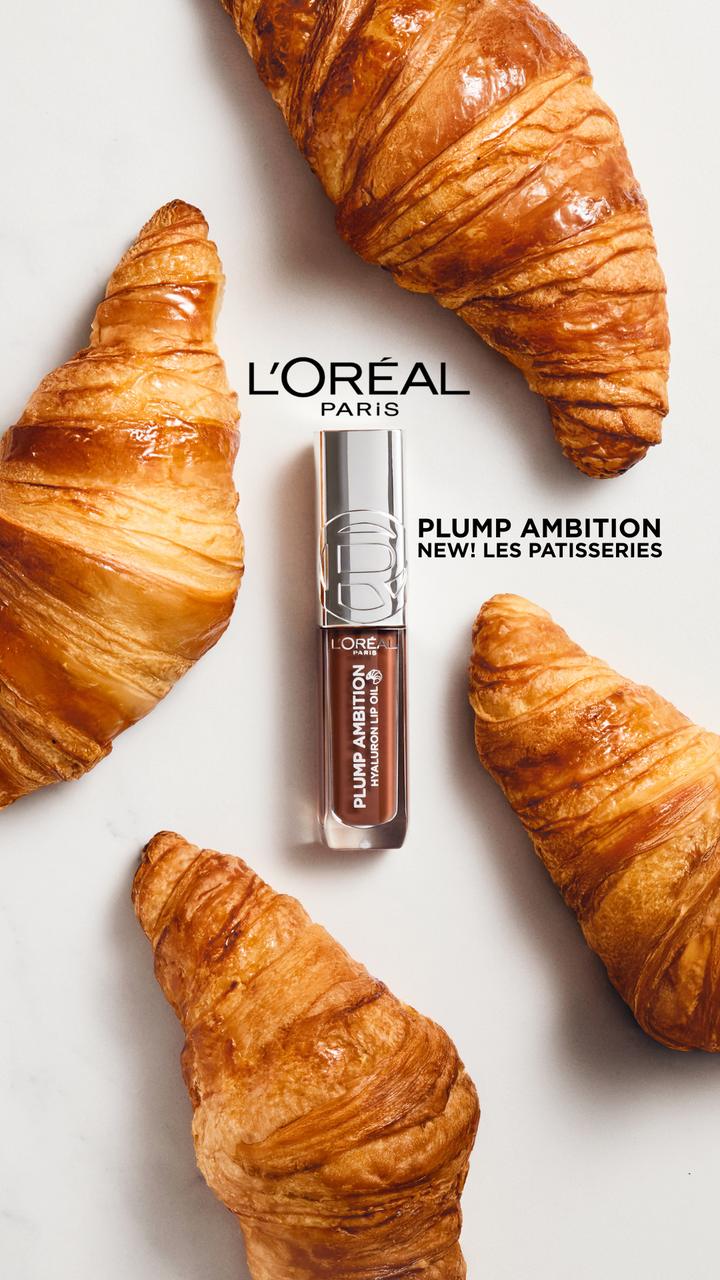 L'ORÉAL
PARiS
PLUMP AMBITION
NEW! LES PATISSERIES
L'ORÉAL
PARIS
PLUMP AMBITION
HYALURON LIP OIL